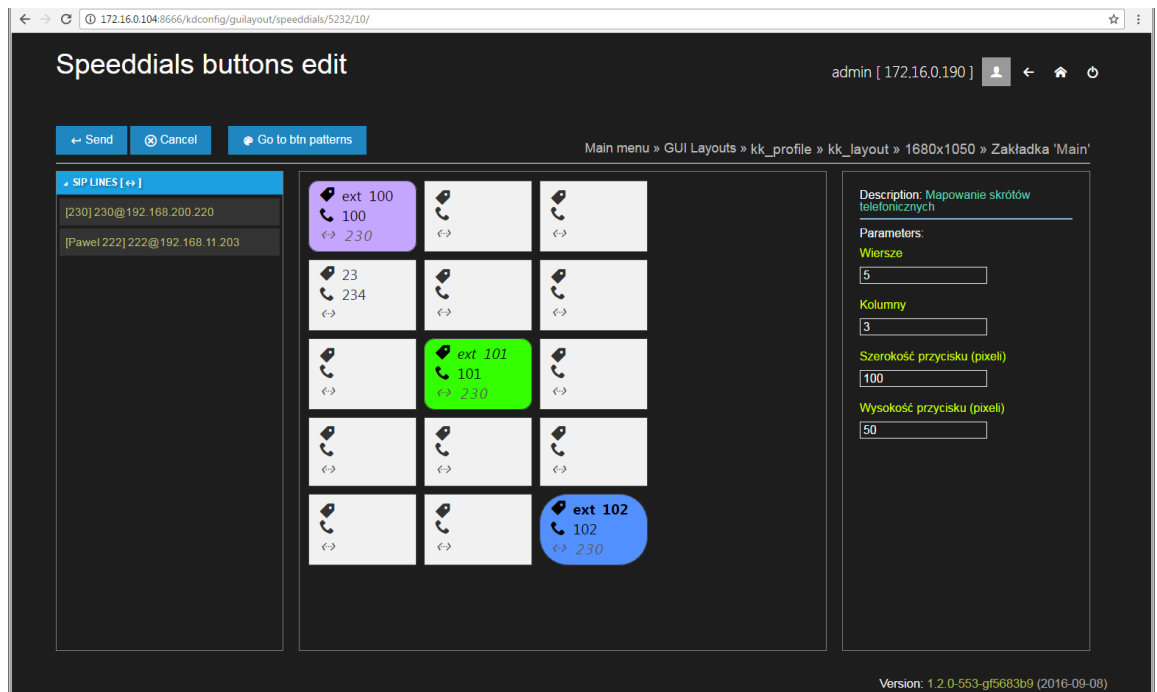 172.16.0.104:8666/kdconfig/guilayout/speeddials/5232/10/
Speeddials buttons edit
admin [ 172.16.0.190 ]
Send
Cancel
Go to btn patterns
Main menu » GUI Layouts » kk_profile » kk_layout » 1680x1050 » Zakładka 'Main'
SIP LINES [ ↔ ]
[230] 230@192.168.200.220
[Pawel 222] 222@192.168.11.203
ext 100
100
230
23
234
ext 101
101
230
ext 102
102
230
Description: Mapowanie skrótów
telefonicznych
Parameters:
Wiersze
5
Kolumny
3
Szerokość przycisku (pixeli)
100
Wysokość przycisku (pixeli)
50
Version: 1.2.0-553-gf5683b9 (2016-09-08)